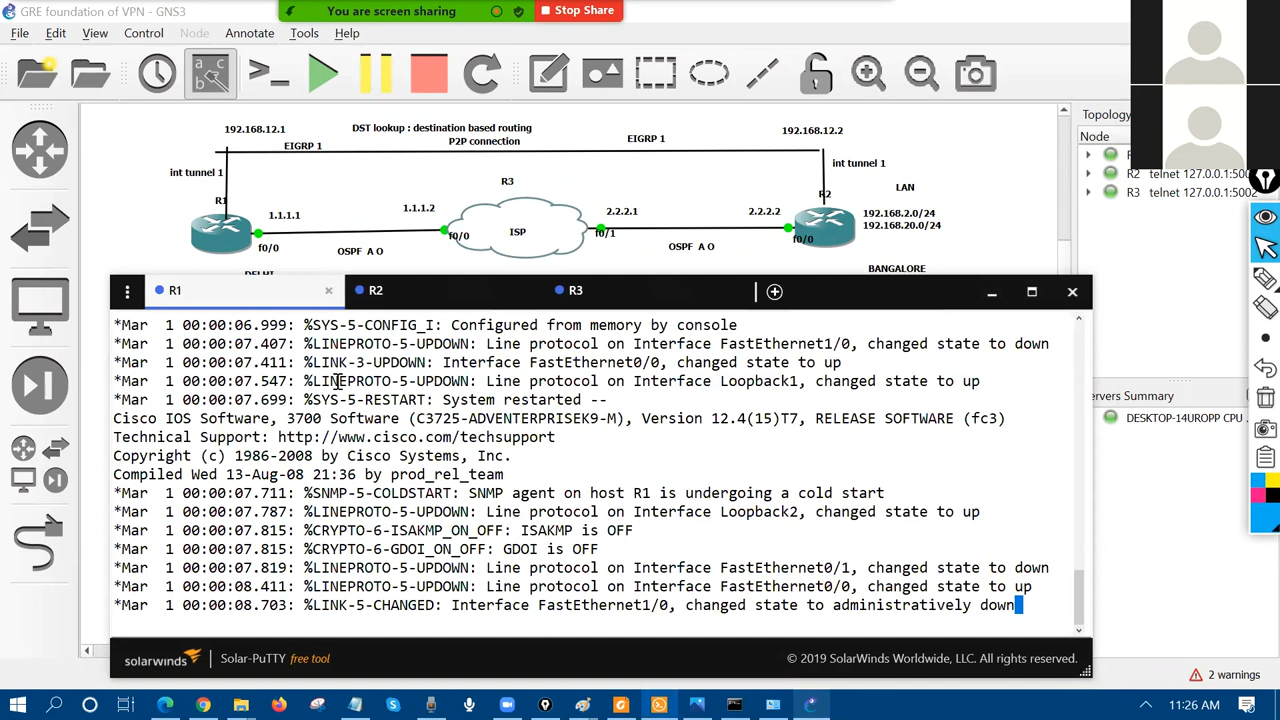 GRE foundation of VPN - GNS3
You are screen sharing
Stop Share
File Edit View Control Node Annotate Tools Help
a c
b
192.168.12.1
DST lookup : destination based routing
P2P connection
192.168.12.2
EIGRP 1
EIGRP 1
int tunnel 1
int tunnel 1
R1
R3
R2
LAN
1.1.1.1
1.1.1.2
2.2.2.1
2.2.2.2
192.168.2.0/24
192.168.20.0/24
ISP
f0/0
f0/0
f0/1
f0/0
OSPF A O
OSPF A O
DELHI
BANGALORE
Topology
Node
R2 telnet 127.0.0.1:500
R3 telnet 127.0.0.1:5002
ervers Summary
DESKTOP-14UROPP CPU
R1
R2
R3
*Mar 1 00:00:06.999: %SYS-5-CONFIG_I: Configured from memory by console
*Mar 1 00:00:07.407: %LINEPROTO-5-UPDOWN: Line protocol on Interface FastEthernet1/0, changed state to down
*Mar 1 00:00:07.411: %LINK-3-UPDOWN: Interface FastEthernet0/0, changed state to up
*Mar 1 00:00:07.547: %LINEPROTO-5-UPDOWN: Line protocol on Interface Loopback1, changed state to up
*Mar 1 00:00:07.699: %SYS-5-RESTART: System restarted --
Cisco IOS Software, 3700 Software (C3725-ADVENTERPRISEK9-M), Version 12.4(15)T7, RELEASE SOFTWARE (fc3)
Technical Support: http://www.cisco.com/techsupport
Copyright (c) 1986-2008 by Cisco Systems, Inc.
Compiled Wed 13-Aug-08 21:36 by prod_rel_team
*Mar 1 00:00:07.711: %SNMP-5-COLDSTART: SNMP agent on host R1 is undergoing a cold start
*Mar 1 00:00:07.787: %LINEPROTO-5-UPDOWN: Line protocol on Interface Loopback2, changed state to up
*Mar 1 00:00:07.815: %CRYPTO-6-ISAKMP_ON_OFF: ISAKMP is OFF
*Mar 1 00:00:07.815: %CRYPTO-6-GDOI_ON_OFF: GDOI is OFF
*Mar 1 00:00:07.819: %LINEPROTO-5-UPDOWN: Line protocol on Interface FastEthernet0/1, changed state to down
*Mar 1 00:00:08.411: %LINEPROTO-5-UPDOWN: Line protocol on Interface FastEthernet0/0, changed state to up
*Mar 1 00:00:08.703: %LINK-5-CHANGED: Interface FastEthernet1/0, changed state to administratively down
solarwinds Solar-PuTTY free tool
© 2019 SolarWinds Worldwide, LLC. All rights reserved.
2 warnings
11:26 AM